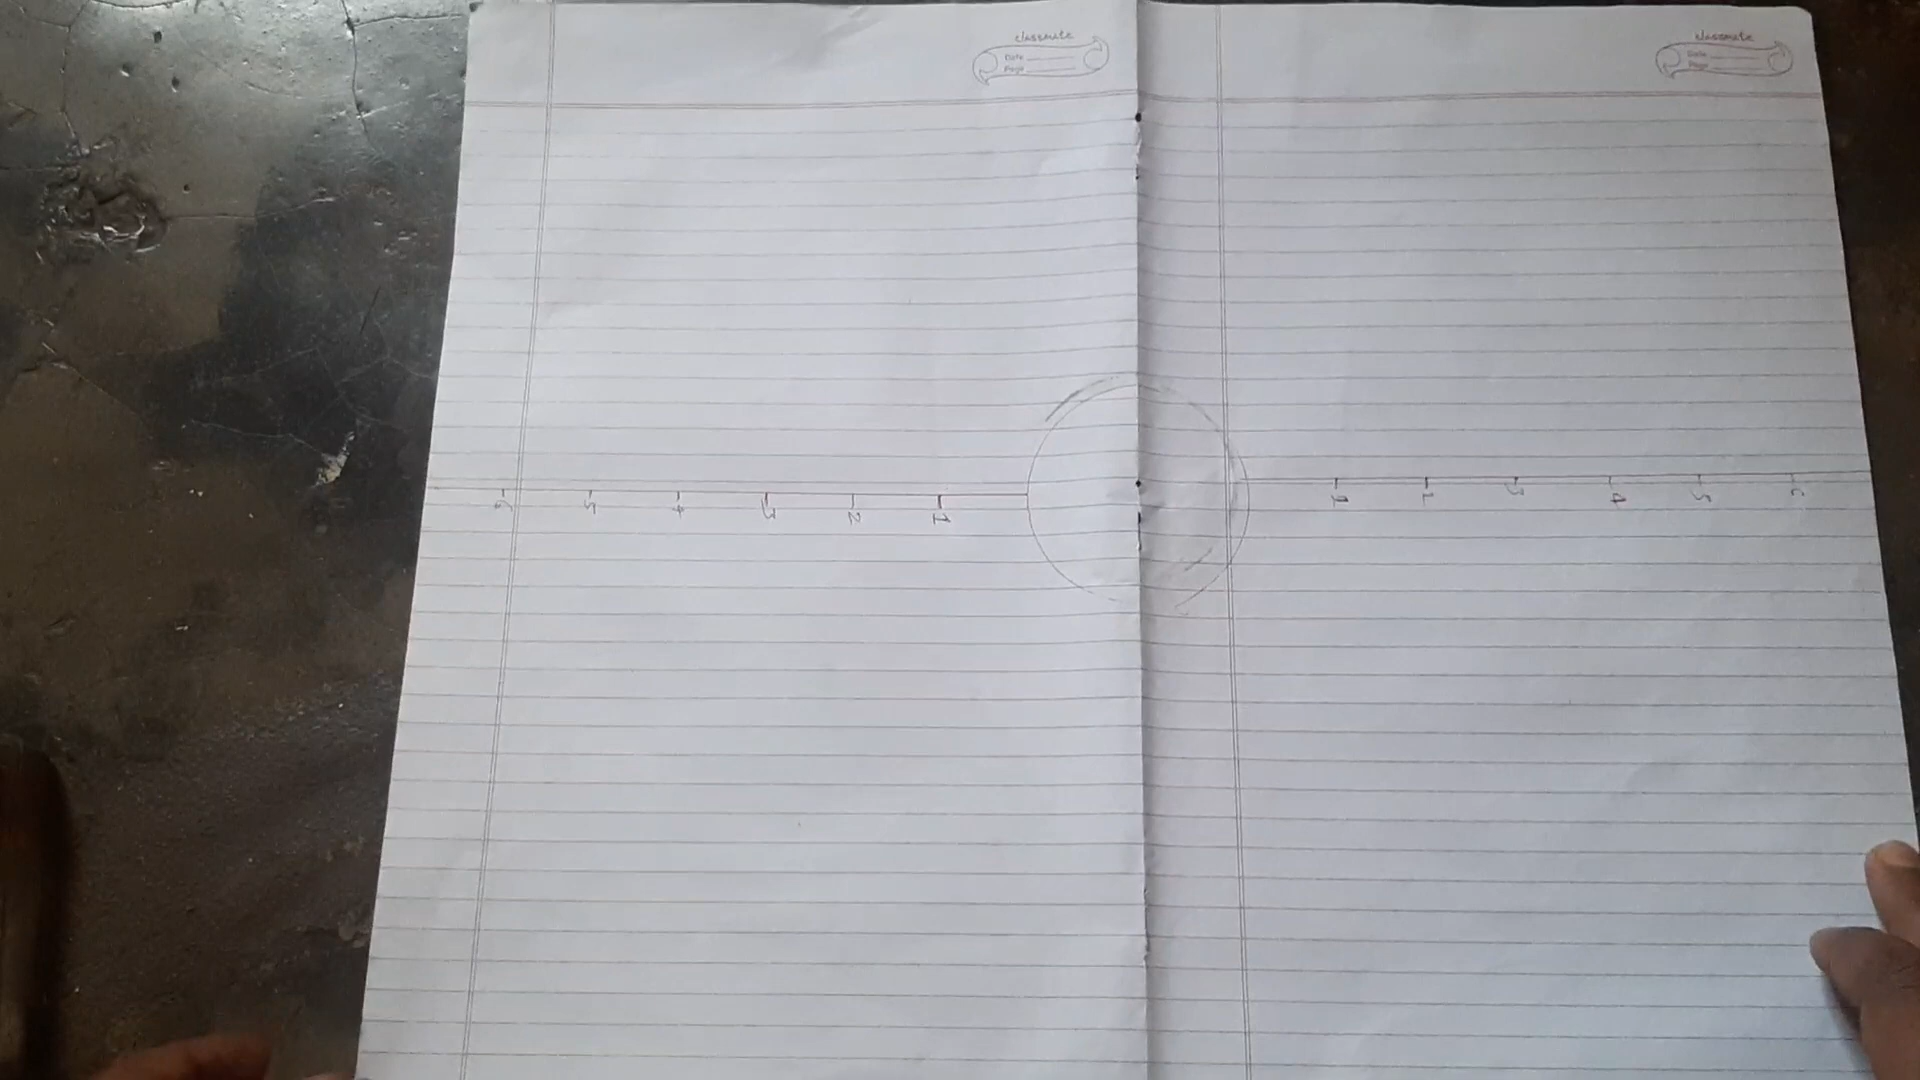 classmate
Date
Page
classmate
Date
Page
6 5 4 3 2 1
1 2 3 4 5 6